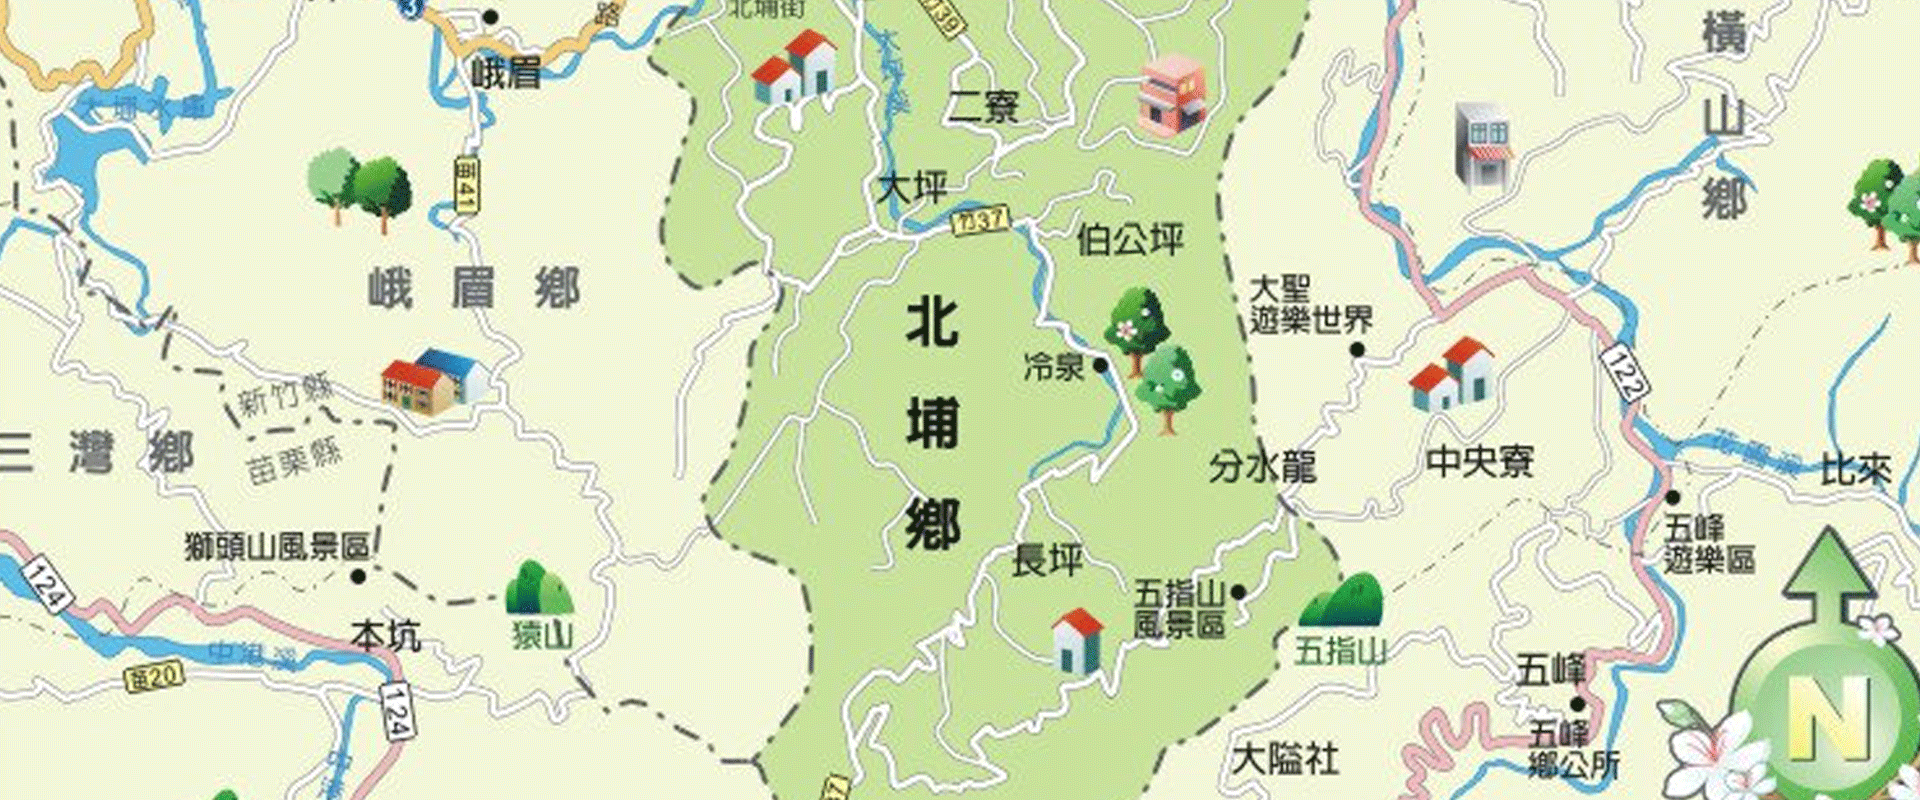 3
路
北埔街
竹39
橫山鄉
峨眉
大埔水庫
大坪溪
二寮
苗41
大坪
竹37
伯公坪
峨眉鄉
大聖
遊樂世界
北埔鄉
冷泉
122
新竹縣
苗栗縣
三灣鄉
分水龍
中央寮
比來
獅頭山風景區
五峰
遊樂區
長坪
124
五指山
風景區
本坑
猿山
五指山
中港溪
苗20
五峰
124
五峰
鄉公所
大隘社
N